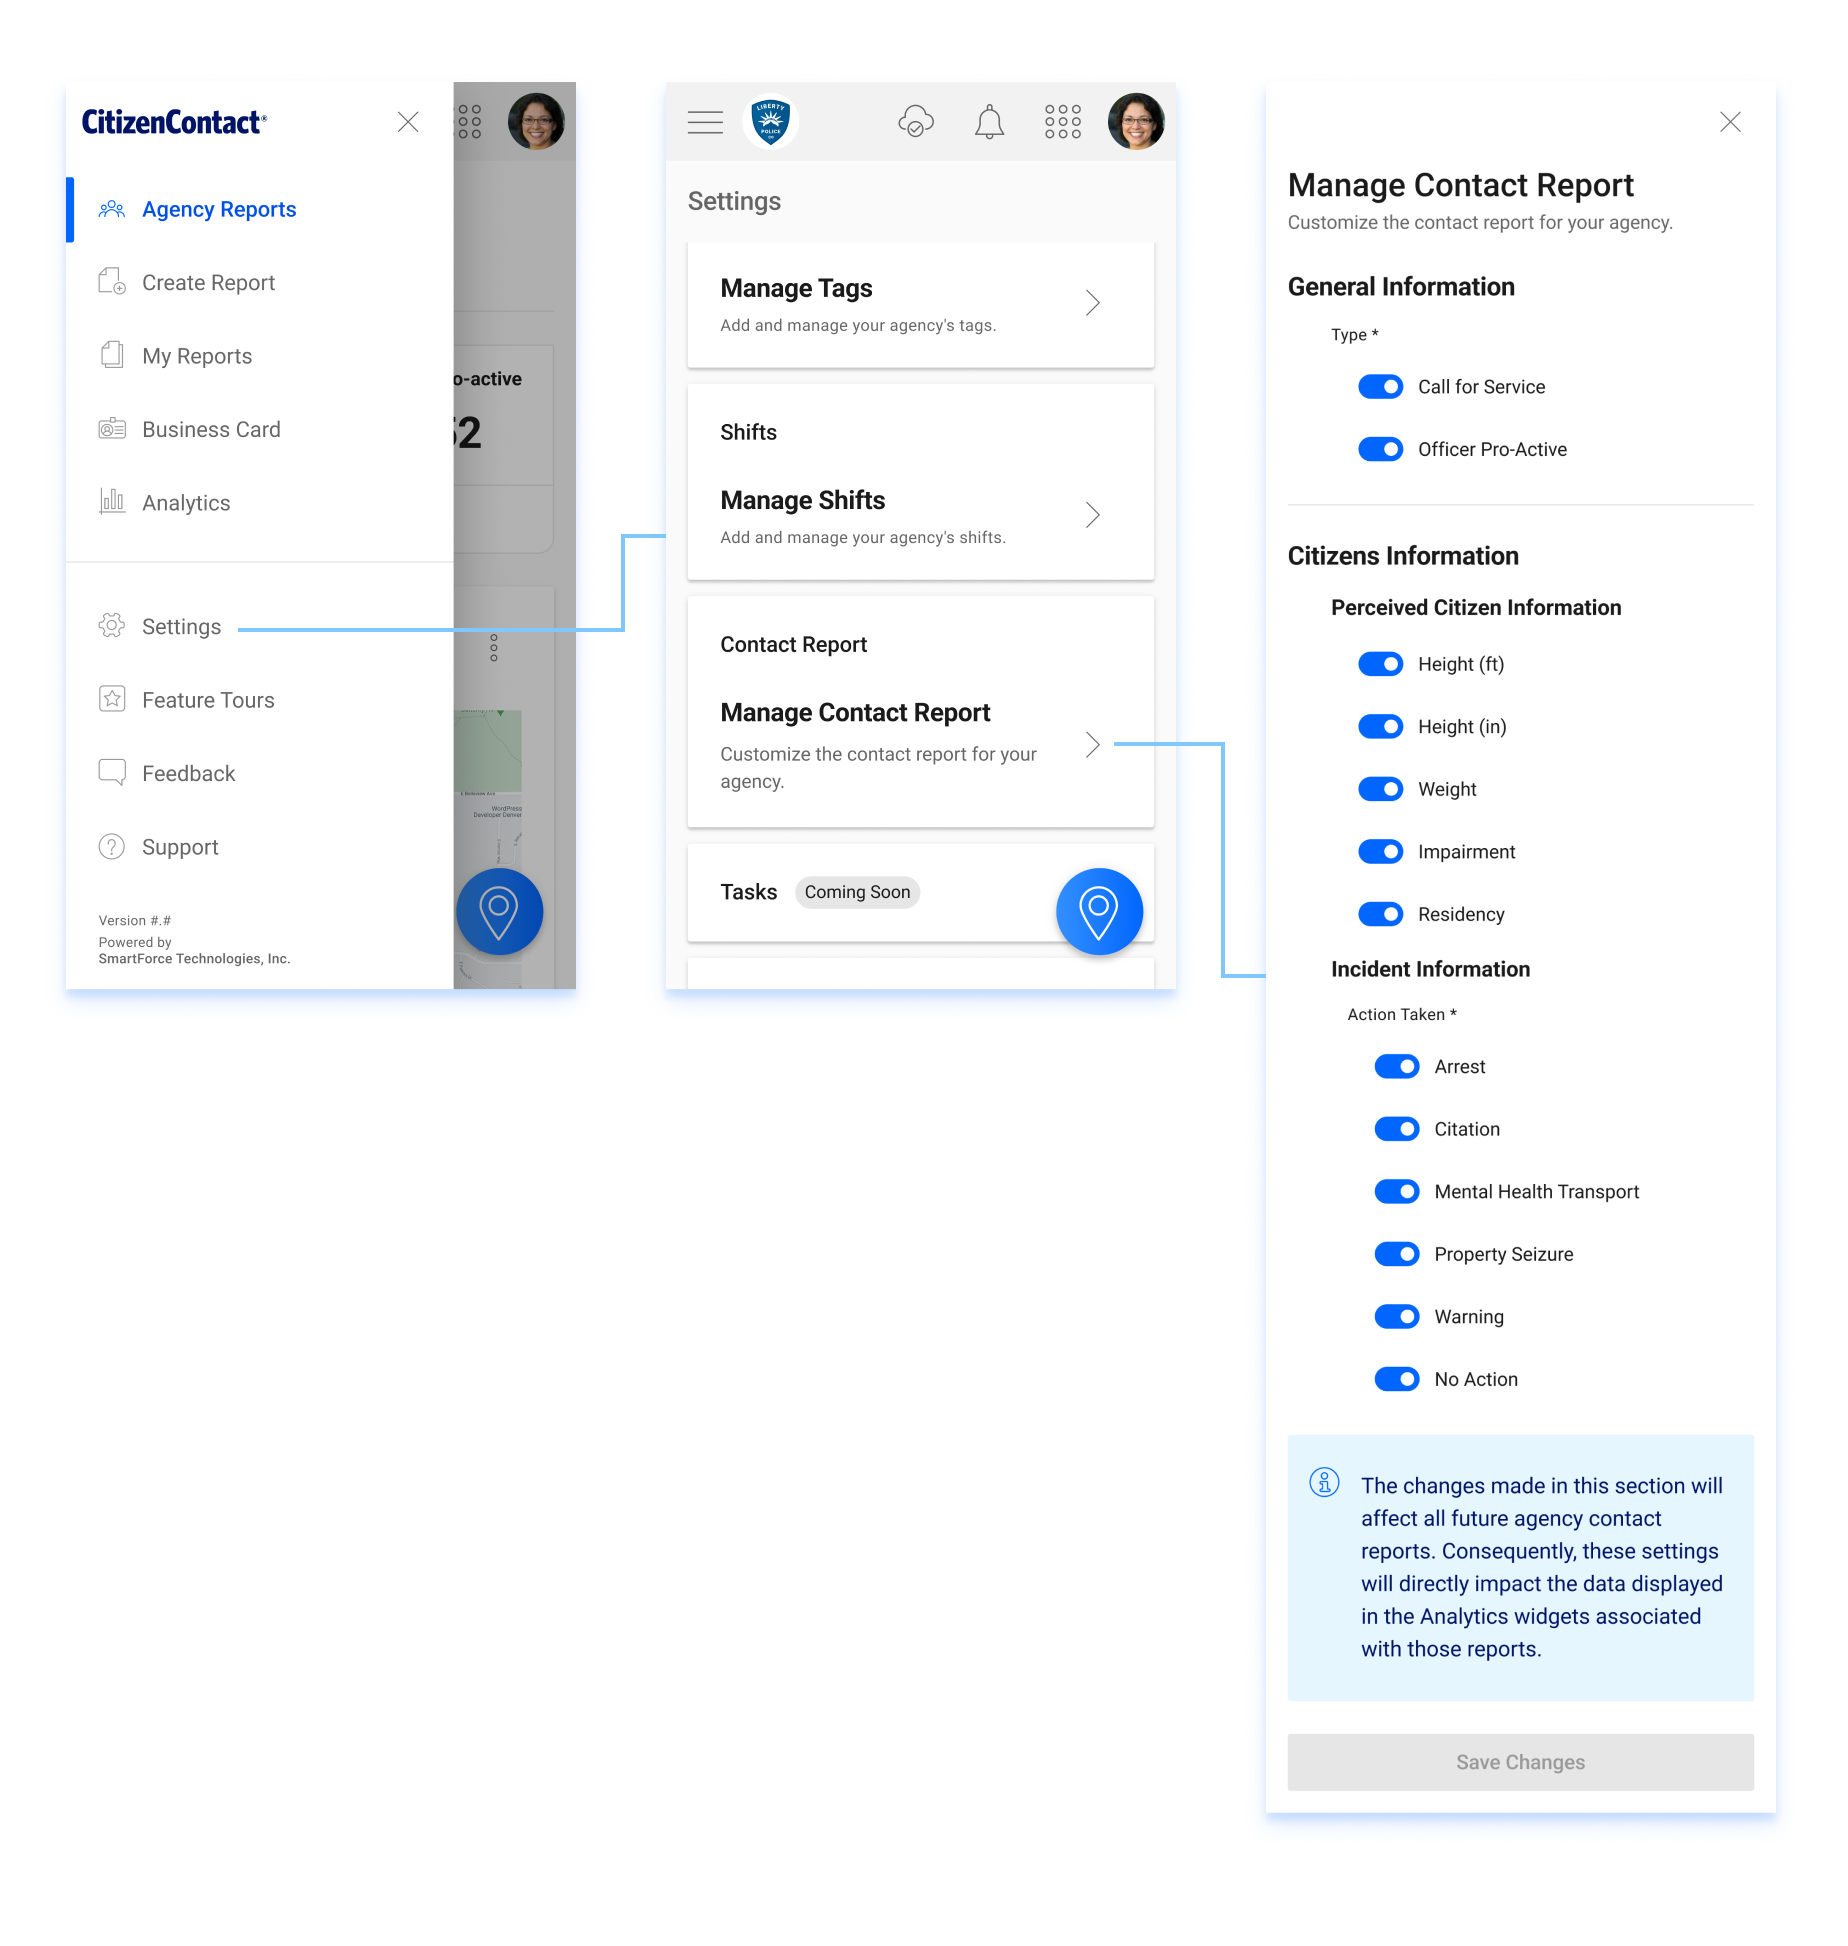 CitizenContact®
Agency Reports
Create Report
My Reports
Business Card
Analytics
Settings
Feature Tours
Feedback
Support
Version #.#
Powered by
SmartForce Technologies, Inc.
o-active
52
E Belleview Ave
WordPress
Developer Denver
LIBERTY
POLICE
Settings
Manage Tags
Add and manage your agency's tags.
Shifts
Manage Shifts
Add and manage your agency's shifts.
Contact Report
Manage Contact Report
Customize the contact report for your
agency.
Tasks
Coming Soon
Manage Contact Report
Customize the contact report for your agency.
General Information
Type *
Call for Service
Officer Pro-Active
Citizens Information
Perceived Citizen Information
Height (ft)
Height (in)
Weight
Impairment
Residency
Incident Information
Action Taken *
Arrest
Citation
Mental Health Transport
Property Seizure
Warning
No Action
The changes made in this section will
affect all future agency contact
reports. Consequently, these settings
will directly impact the data displayed
in the Analytics widgets associated
with those reports.
Save Changes